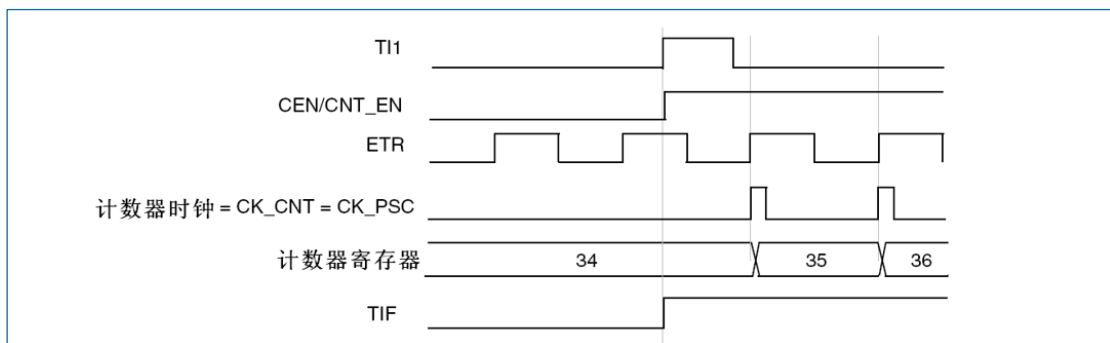 TI1
CEN/CNT_EN
ETR
计数器时钟 = CK_CNT = CK_PSC
计数器寄存器 34 35 36
TIF